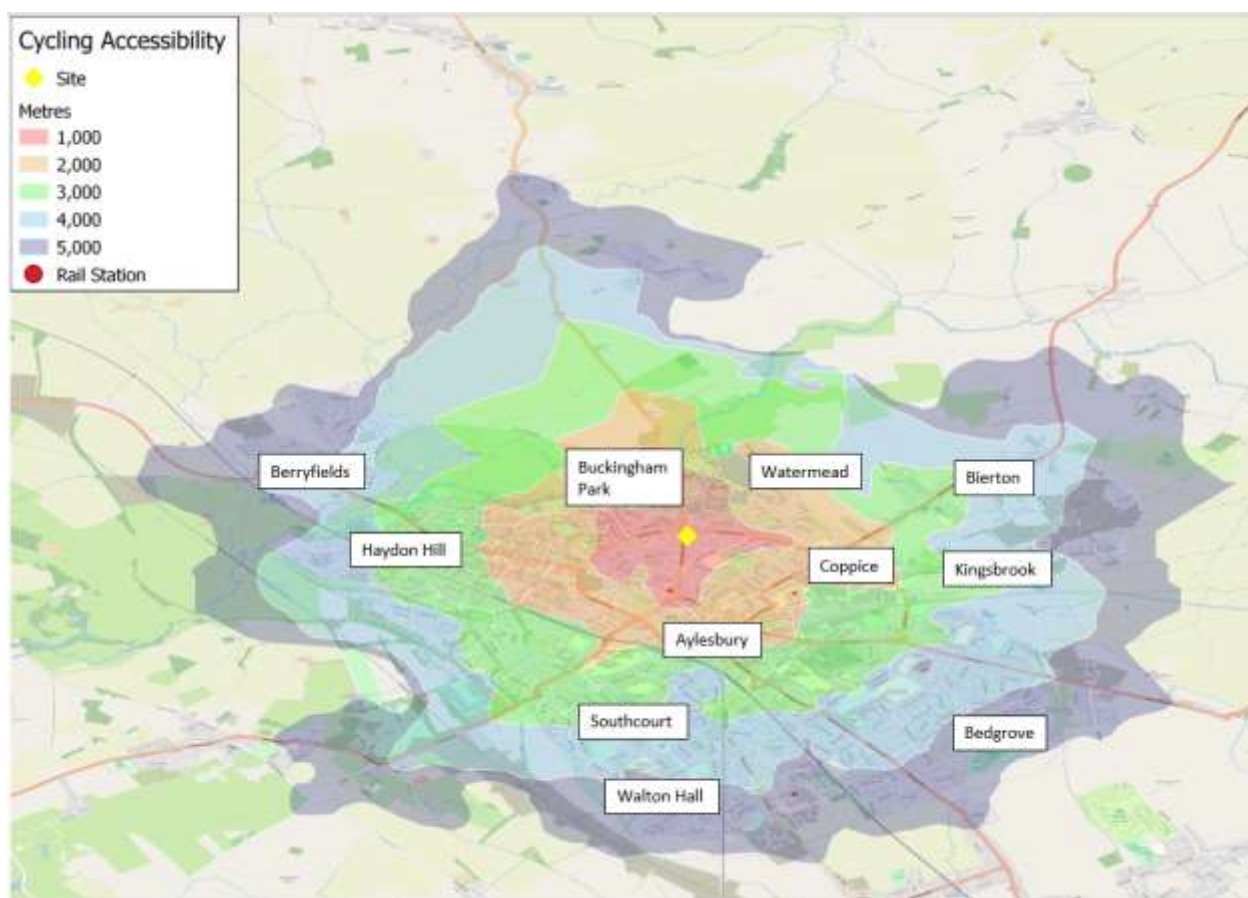 Cycling Accessibility
Site
Metres
1,000
2,000
3,000
4,000
5,000
Rail Station
Berryfields
Buckingham
Park
Watermead
Bierton
Haydon Hill
Coppice
Kingsbrook
Aylesbury
Southcourt
Bedgrove
Walton Hall